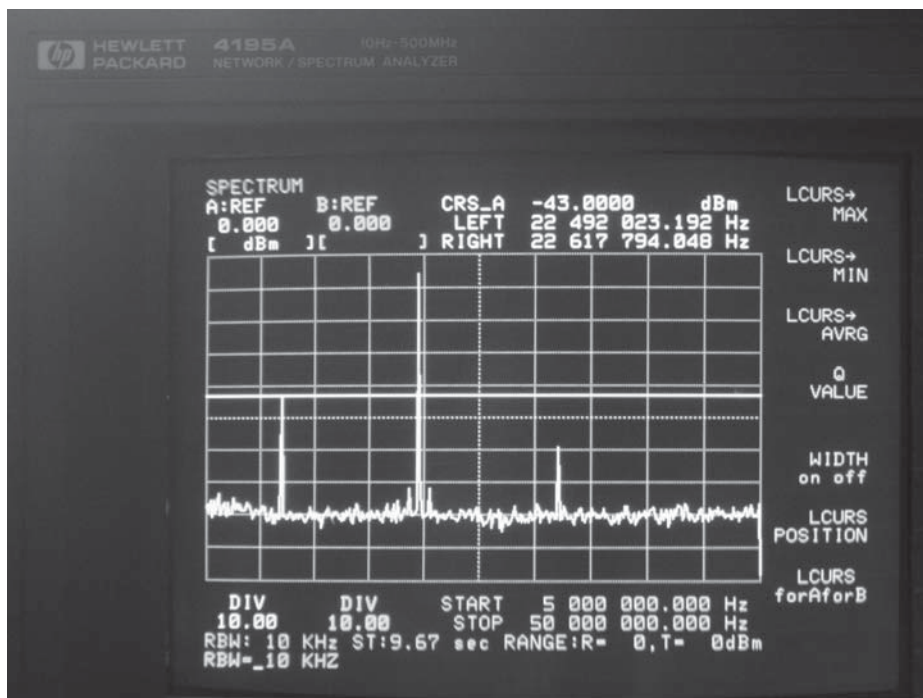 hp HEWLETT PACKARD
4195A 10Hz-500MHz
NETWORK / SPECTRUM ANALYZER
SPECTRUM
A:REF B:REF CRS_A -43.0000 dBm
0.000 0.000 LEFT 22 492 023.192 Hz
[ dBm ][ ] RIGHT 22 617 794.048 Hz
LCURS→
MAX
LCURS→
MIN
LCURS→
AVRG
Q
VALUE
WIDTH
on off
LCURS
POSITION
LCURS
forAforB
DIV DIV START 5 000 000.000 Hz
10.00 10.00 STOP 50 000 000.000 Hz
RBW: 10 KHz ST:9.67 sec RANGE:R= 0,T= 0dBm
RBW=_10 KHZ